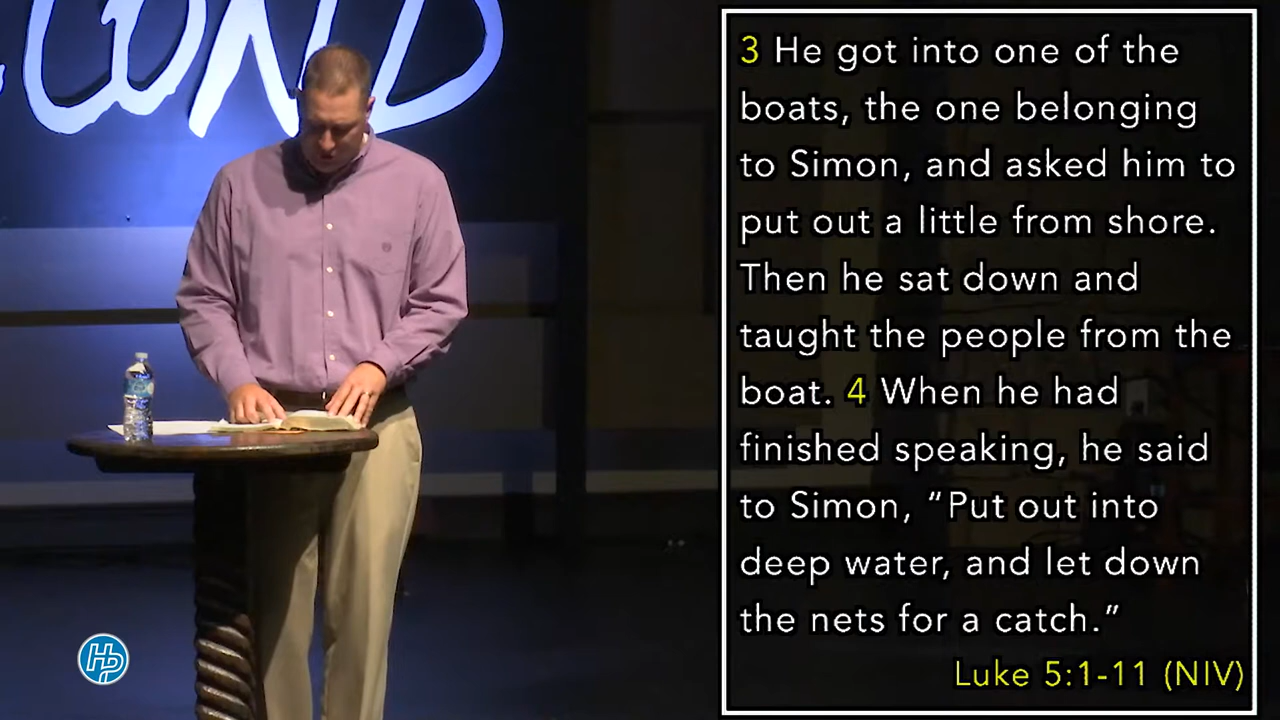 3 He got into one of the
boats, the one belonging
to Simon, and asked him to
put out a little from shore.
Then he sat down and
taught the people from the
boat. 4 When he had
finished speaking, he said
to Simon, “Put out into
deep water, and let down
the nets for a catch.”
Luke 5:1-11 (NIV)
HP